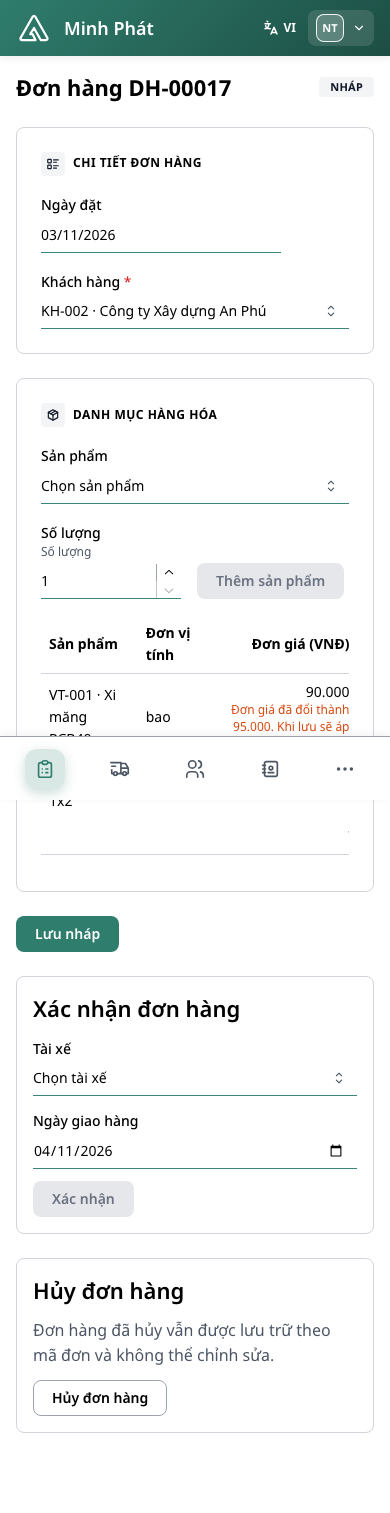 Minh Phát
VI
NT
Đơn hàng DH-00017
NHÁP
CHI TIẾT ĐƠN HÀNG
Ngày đặt
03/11/2026
Khách hàng *
KH-002 · Công ty Xây dựng An Phú
DANH MỤC HÀNG HÓA
Sản phẩm
Chọn sản phẩm
Số lượng
Số lượng
1
Thêm sản phẩm
Sản phẩm
Đơn vị tính
Đơn giá (VNĐ)
VT-001 · Xi
măng
bao
90.000
Đơn giá đã đổi thành
95.000. Khi lưu sẽ áp
1x2
Lưu nháp
Xác nhận đơn hàng
Tài xế
Chọn tài xế
Ngày giao hàng
04/11/2026
Xác nhận
Hủy đơn hàng
Đơn hàng đã hủy vẫn được lưu trữ theo
mã đơn và không thể chỉnh sửa.
Hủy đơn hàng